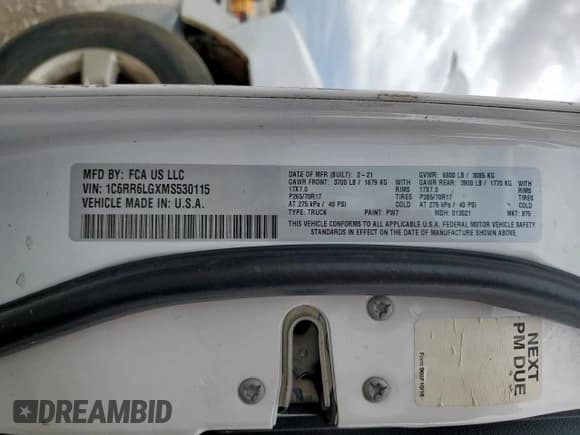 MFD BY: FCA US LLC
VIN: 1C6RR6LGXMS530115
VEHICLE MADE IN: U.S.A.
DATE OF MFR (BUILT): 2-21
GVWR: 6800 LB / 3085 KG
GAWR FRONT: 3700 LB / 1679 KG
WITH
GAWR REAR: 3900 LB / 1770 KG
WITH
17X7.0
RIMS
17X7.0
RIMS
P265/70R17
TIRES
P265/70R17
TIRES
AT 275 kPa / 40 PSI
COLD
AT 275 kPa / 40 PSI
COLD
TYPE: TRUCK
PAINT: PW7
MDH: 013021
MKT: 975
THIS VEHICLE CONFORMS TO ALL APPLICABLE U.S.A. FEDERAL MOTOR VEHICLE SAFETY
STANDARDS IN EFFECT ON THE DATE OF MANUFACTURE SHOWN ABOVE.
NEXT
PM DUE
DREAMBID